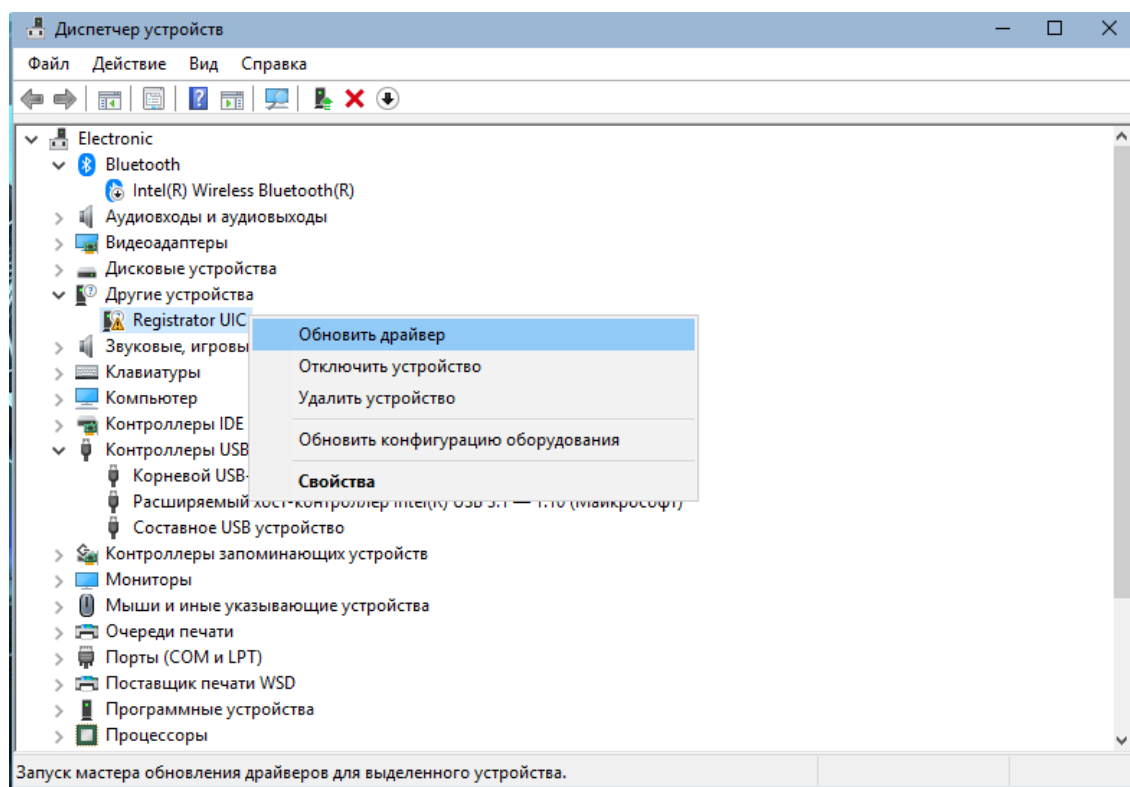 Диспетчер устройств
Файл Действие Вид Справка
Electronic
Bluetooth
Intel(R) Wireless Bluetooth(R)
Аудиовходы и аудиовыходы
Видеоадаптеры
Дисковые устройства
Другие устройства
Registrator UIC
Обновить драйвер
Звуковые, игровы
Отключить устройство
Клавиатуры
Компьютер
Удалить устройство
Контроллеры IDE
Обновить конфигурацию оборудования
Контроллеры USB
Корневой USB-
Свойства
Расширяемый хост-контроллер Intel(R) USB 3.1 — 1.10 (Майкрософт)
Составное USB устройство
Контроллеры запоминающих устройств
Мониторы
Мыши и иные указывающие устройства
Очереди печати
Порты (COM и LPT)
Поставщик печати WSD
Программные устройства
Процессоры
Запуск мастера обновления драйверов для выделенного устройства.